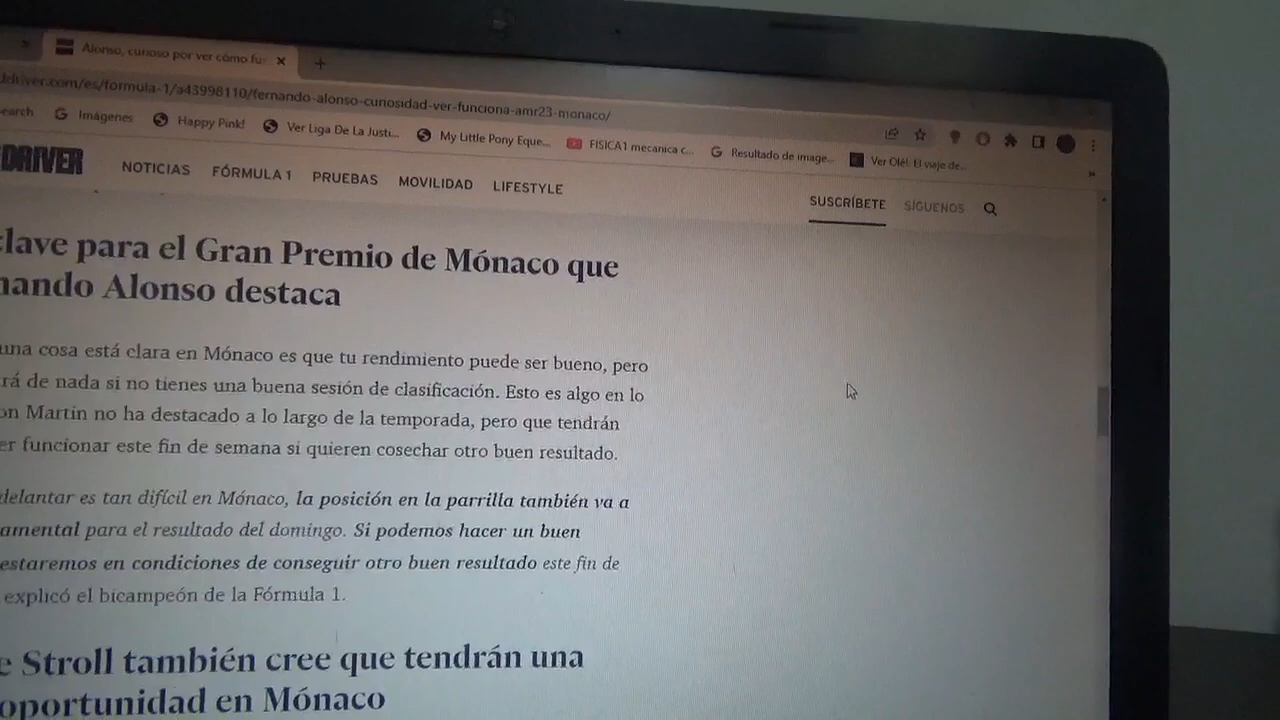 Alonso, curioso por ver cómo fu
driver.com/es/formula-1/a43998110/fernando-alonso-curiosidad-ver-funciona-amr23-monaco/
earch Imágenes Happy Pink! Ver Liga De La Justi... My Little Pony Eque... FISICA1 mecanica c... Resultado de image... Ver Olé!: El viaje de...
DRIVER NOTICIAS FÓRMULA 1 PRUEBAS MOVILIDAD LIFESTYLE SUSCRÍBETE SÍGUENOS
clave para el Gran Premio de Mónaco que
nando Alonso destaca
una cosa está clara en Mónaco es que tu rendimiento puede ser bueno, pero
rá de nada si no tienes una buena sesión de clasificación. Esto es algo en lo
on Martin no ha destacado a lo largo de la temporada, pero que tendrán
er funcionar este fin de semana si quieren cosechar otro buen resultado.
delantar es tan difícil en Mónaco, la posición en la parrilla también va a
amental para el resultado del domingo. Si podemos hacer un buen
estaremos en condiciones de conseguir otro buen resultado este fin de
explicó el bicampeón de la Fórmula 1.
e Stroll también cree que tendrán una
oportunidad en Mónaco